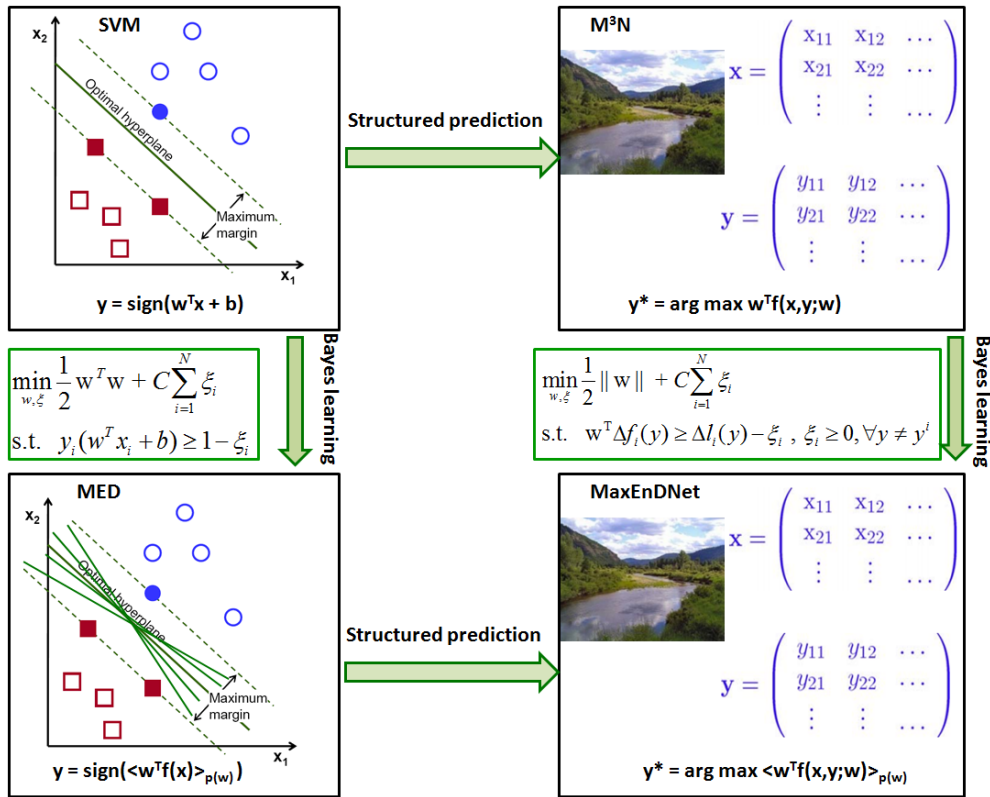 SVM
x₂
Optimal hyperplane
Maximum
margin
x₁
y = sign(wᵀx + b)
Structured prediction
M³N
x = ( x₁₁ x₁₂ …
x₂₁ x₂₂ …
⋮ ⋮ … )
y = ( y₁₁ y₁₂ …
y₂₁ y₂₂ …
⋮ ⋮ … )
y* = arg max wᵀf(x,y;w)
min_{w,ξ} 1/2 wᵀw + C ∑_{i=1}^{N} ξᵢ
s.t. yᵢ(wᵀxᵢ + b) ≥ 1 − ξᵢ
Bayes learning
min_{w,ξ} 1/2 || w || + C ∑_{i=1}^{N} ξᵢ
s.t. wᵀΔfᵢ(y) ≥ Δlᵢ(y) − ξᵢ , ξᵢ ≥ 0, ∀y ≠ yⁱ
Bayes learning
MED
x₂
Optimal hyperplane
Maximum
margin
x₁
y = sign(<wᵀf(x)>p(w))
Structured prediction
MaxEnDNet
x = ( x₁₁ x₁₂ …
x₂₁ x₂₂ …
⋮ ⋮ … )
y = ( y₁₁ y₁₂ …
y₂₁ y₂₂ …
⋮ ⋮ … )
y* = arg max <wᵀf(x,y;w)>p(w)